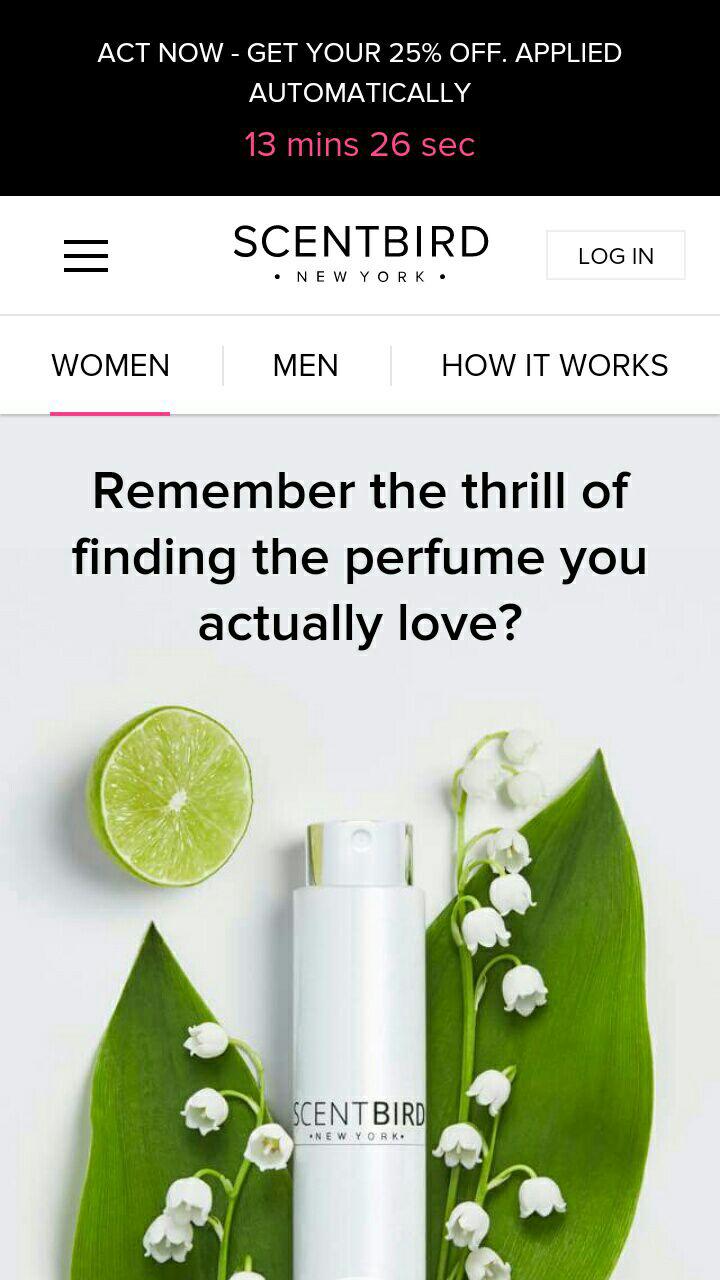 ACT NOW - GET YOUR 25% OFF. APPLIED
AUTOMATICALLY
13 mins 26 sec
SCENTBIRD
• NEW YORK •
LOG IN
WOMEN
MEN
HOW IT WORKS
Remember the thrill of
finding the perfume you
actually love?
SCENTBIRD
•NEW YORK•